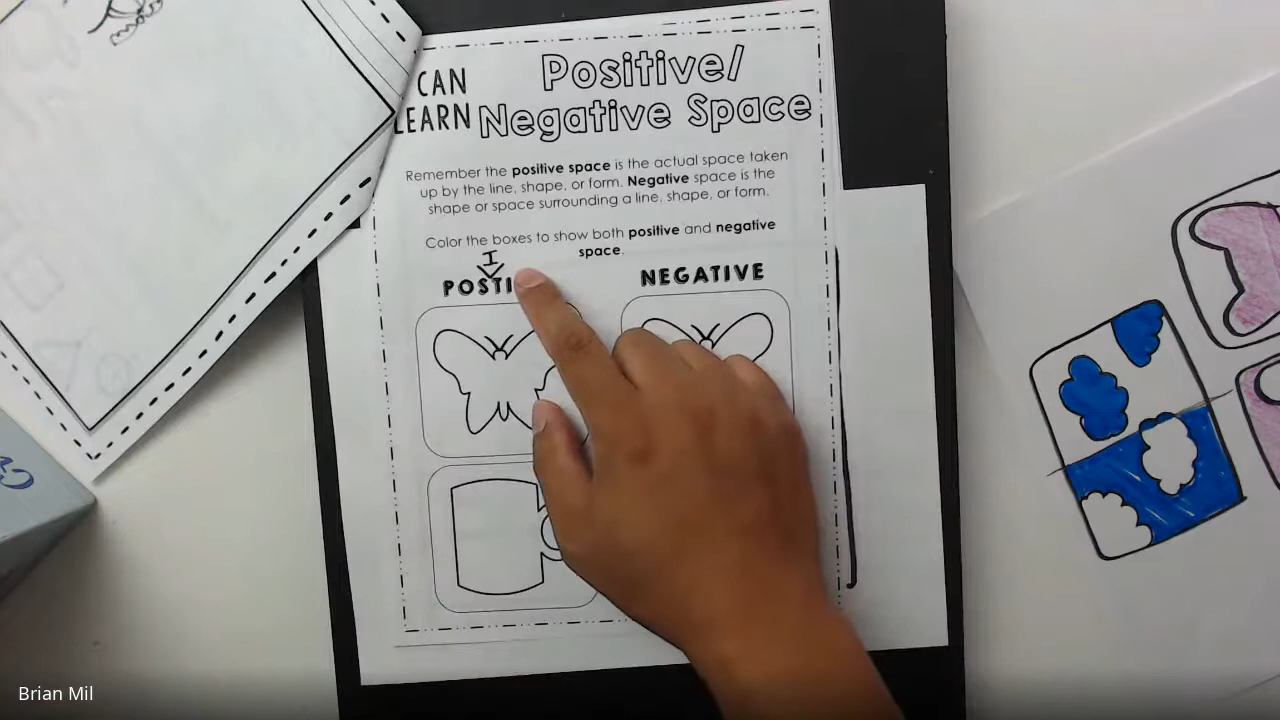 CAN
LEARN
Positive/
Negative Space
Remember the positive space is the actual space taken
up by the line, shape, or form. Negative space is the
shape or space surrounding a line, shape, or form.
Color the boxes to show both positive and negative
space.
I
POSTI
NEGATIVE
Brian Mil